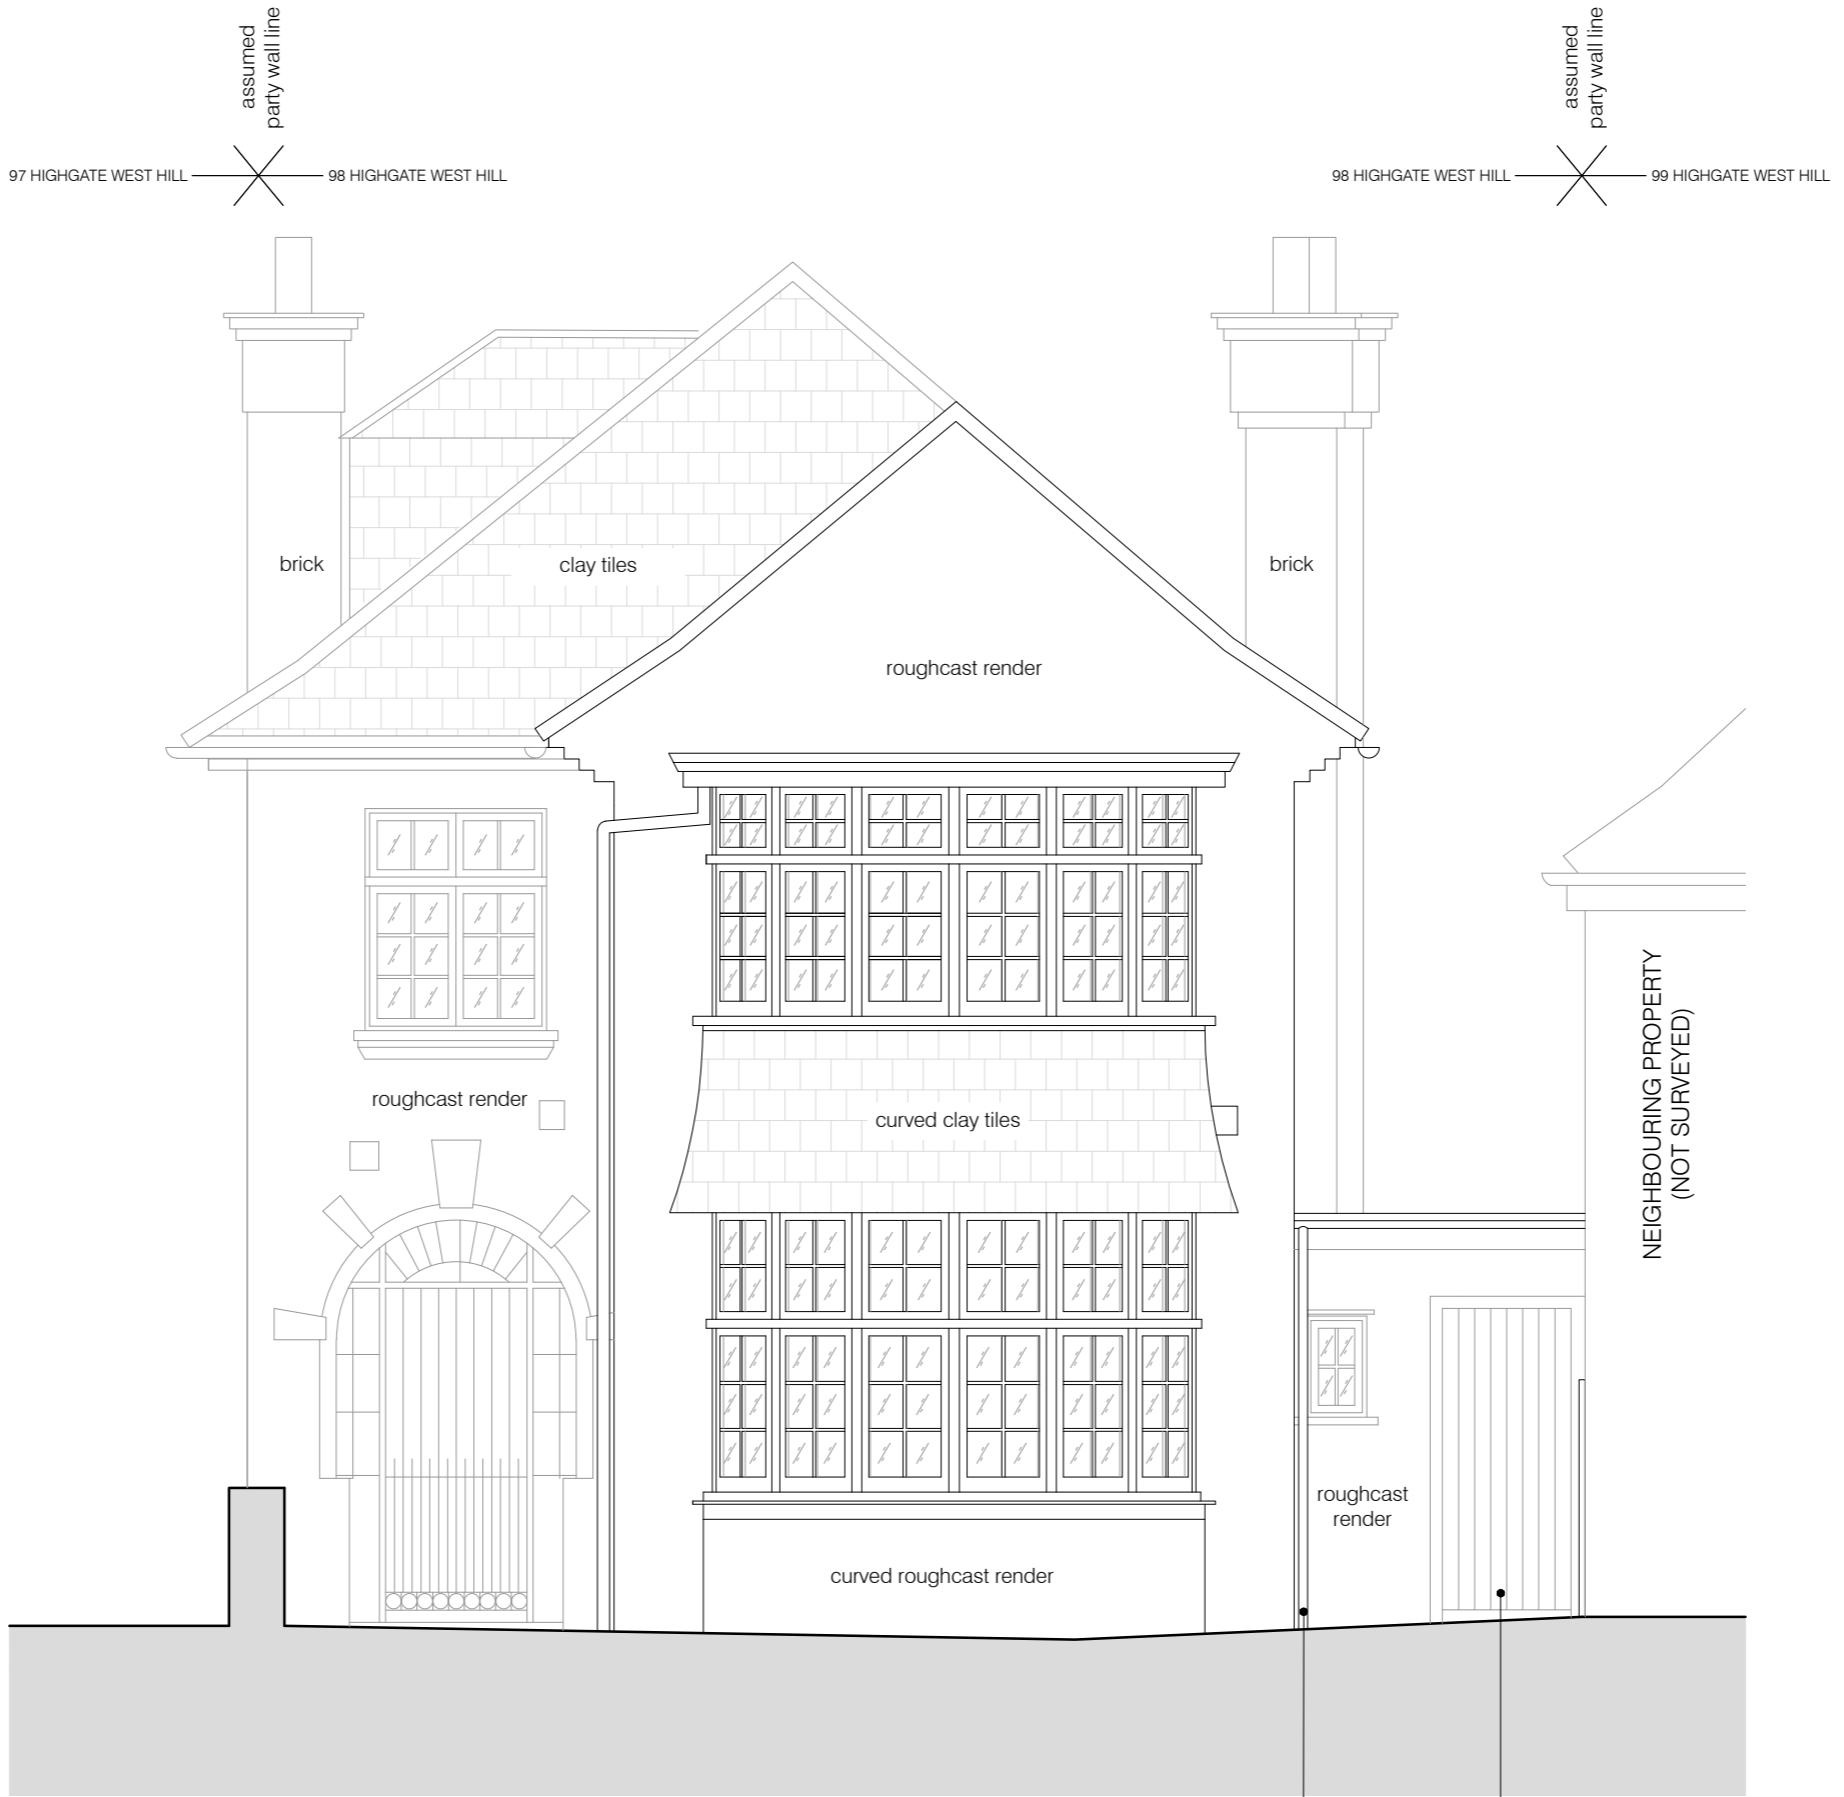 assumed
party wall line
assumed
party wall line
97 HIGHGATE WEST HILL
98 HIGHGATE WEST HILL
98 HIGHGATE WEST HILL
99 HIGHGATE WEST HILL
brick
clay tiles
brick
roughcast render
roughcast render
curved clay tiles
NEIGHBOURING PROPERTY
(NOT SURVEYED)
roughcast
render
curved roughcast render